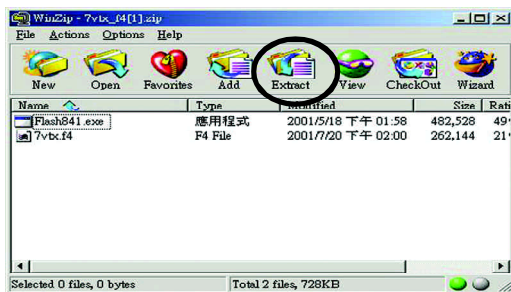 WinZip - 7vtx_f4[1].zip
File Actions Options Help
New Open Favorites Add Extract View CheckOut Wizard
Name Type Modified Size Rati
Flash841.exe 應用程式 2001/5/18 下午 01:58 482,528 49
7vtx.f4 F4 File 2001/7/20 下午 02:00 262,144 21
Selected 0 files, 0 bytes Total 2 files, 728KB